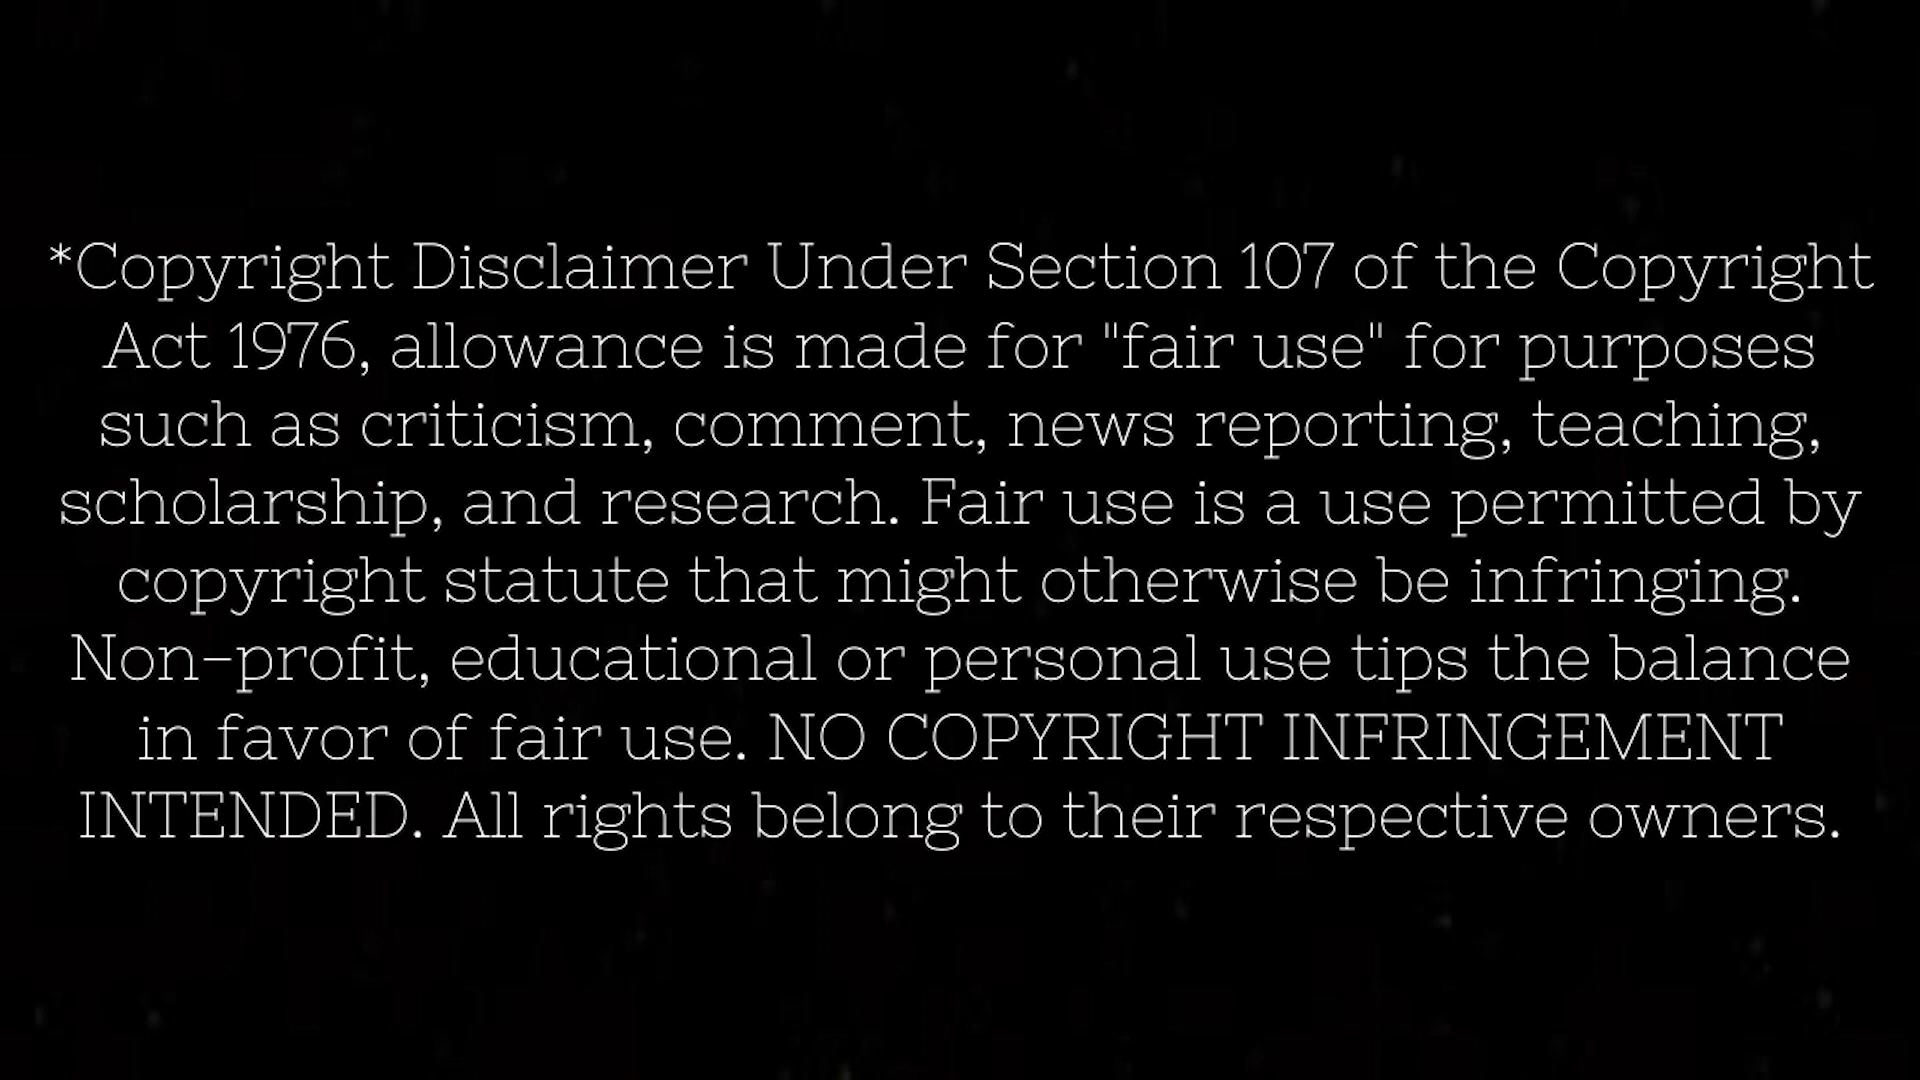 *Copyright Disclaimer Under Section 107 of the Copyright
Act 1976, allowance is made for "fair use" for purposes
such as criticism, comment, news reporting, teaching,
scholarship, and research. Fair use is a use permitted by
copyright statute that might otherwise be infringing.
Non-profit, educational or personal use tips the balance
in favor of fair use. NO COPYRIGHT INFRINGEMENT
INTENDED. All rights belong to their respective owners.